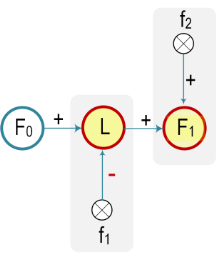 f₂
+
F₀ + L + F₁
-
f₁